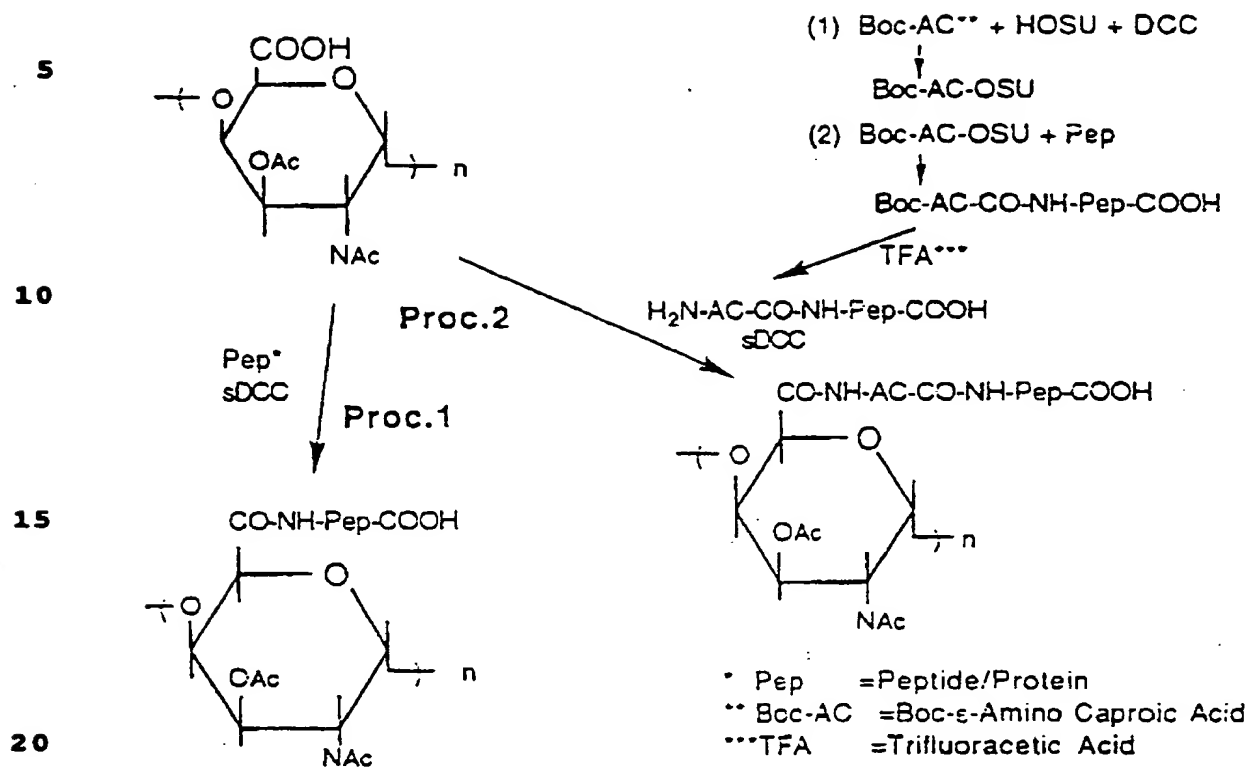 5
COOH
O
O
OAc
n
NAc
(1) Boc-AC** + HOSU + DCC
Boc-AC-OSU
(2) Boc-AC-OSU + Pep
Boc-AC-CO-NH-Pep-COOH
TFA***
10
Proc.2
H₂N-AC-CO-NH-Pep-COOH
sDCC
Pep*
sDCC
Proc.1
CO-NH-AC-CO-NH-Pep-COOH
O
O
OAc
n
NAc
15
CO-NH-Pep-COOH
O
O
OAc
n
NAc
* Pep =Peptide/Protein
** Boc-AC =Boc-ε-Amino Caproic Acid
***TFA =Trifluoracetic Acid
20